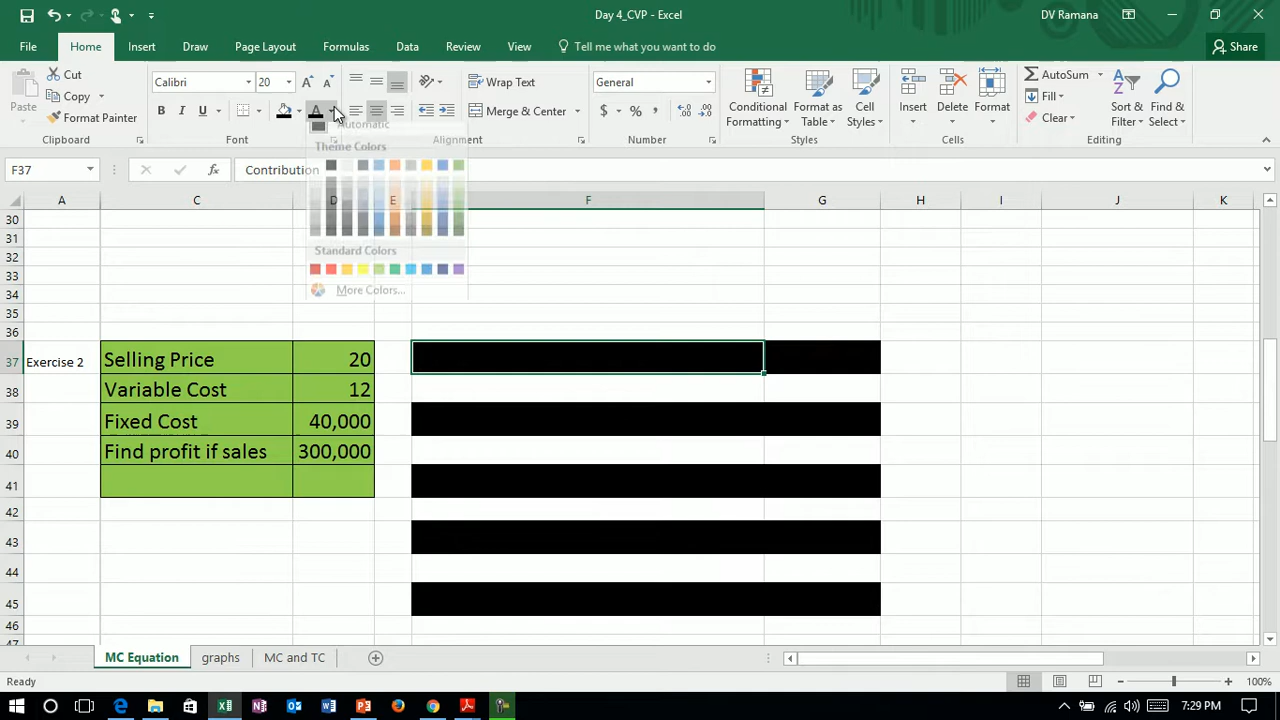 Day 4_CVP - Excel
DV Ramana
File Home Insert Draw Page Layout Formulas Data Review View Tell me what you want to do Share
Paste Cut Copy Format Painter Clipboard
Calibri 20 B I U A Font
Wrap Text Merge & Center Alignment
General $ % , Number
Conditional Formatting Format as Table Cell Styles Styles
Insert Delete Format Cells
AutoSum Fill Clear Sort & Filter Find & Select Editing
F37 fx Contribution
Automatic
Theme Colors
Standard Colors
More Colors...
A C D E F G H I J K
30
31
32
33
34
35
36
37 Exercise 2 Selling Price 20
38 Variable Cost 12
39 Fixed Cost 40,000
40 Find profit if sales 300,000
41
42
43
44
45
46
47
MC Equation graphs MC and TC
Ready 100%
7:29 PM